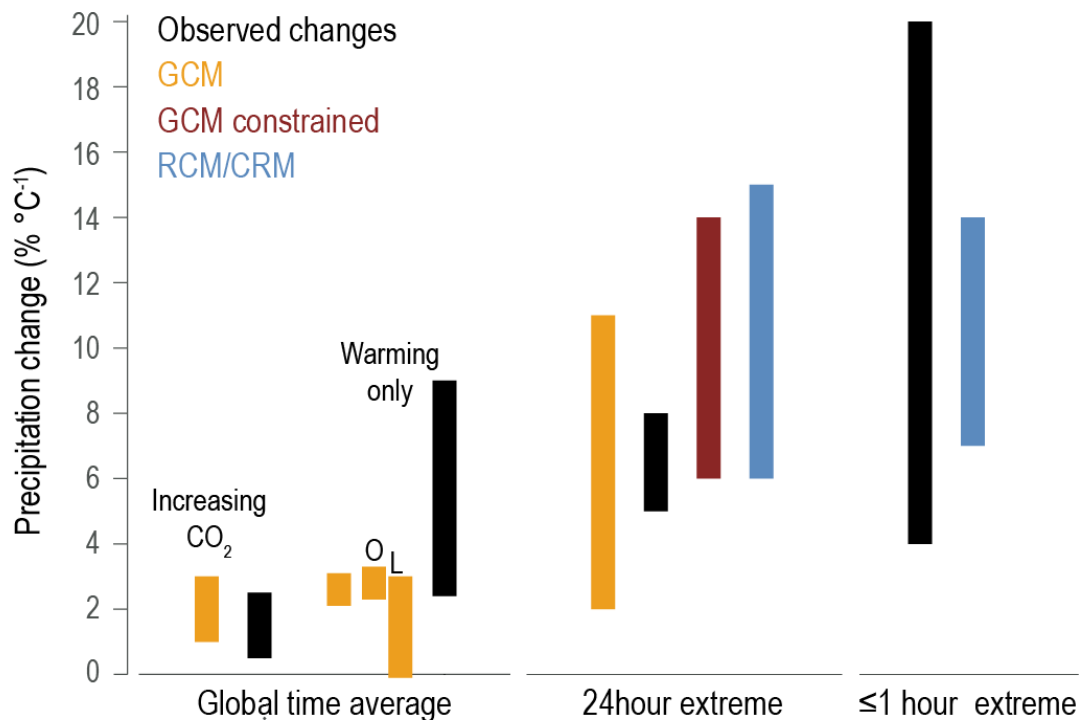 Precipitation change (% °C⁻¹)
20
18
16
14
12
10
8
6
4
2
0
Observed changes
GCM
GCM constrained
RCM/CRM
Increasing
CO₂
O
L
Warming
only
Global time average
24hour extreme
≤1 hour extreme